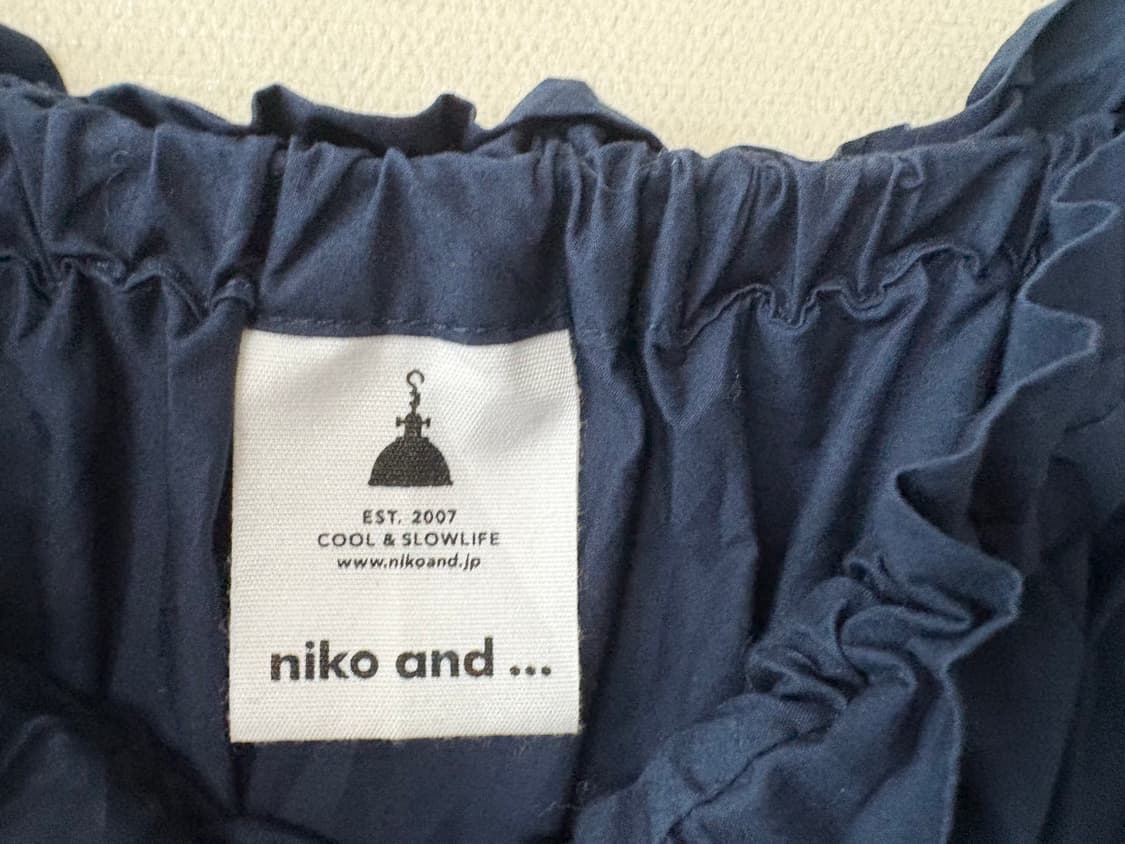 EST. 2007
COOL & SLOWLIFE
www.nikoand.jp
niko and ...